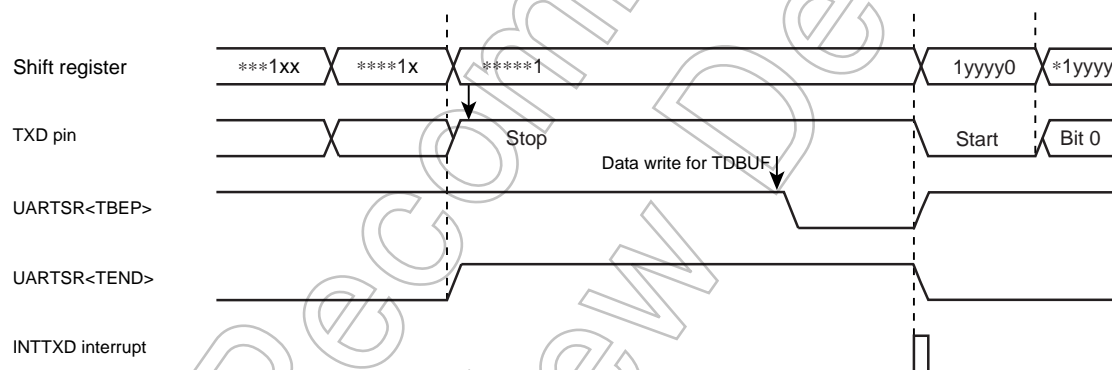 Shift register ***1xx ****1x *****1 1yyyy0 *1yyyy
TXD pin Stop Start Bit 0
Data write for TDBUF
UARTSR<TBEP>
UARTSR<TEND>
INTTXD interrupt